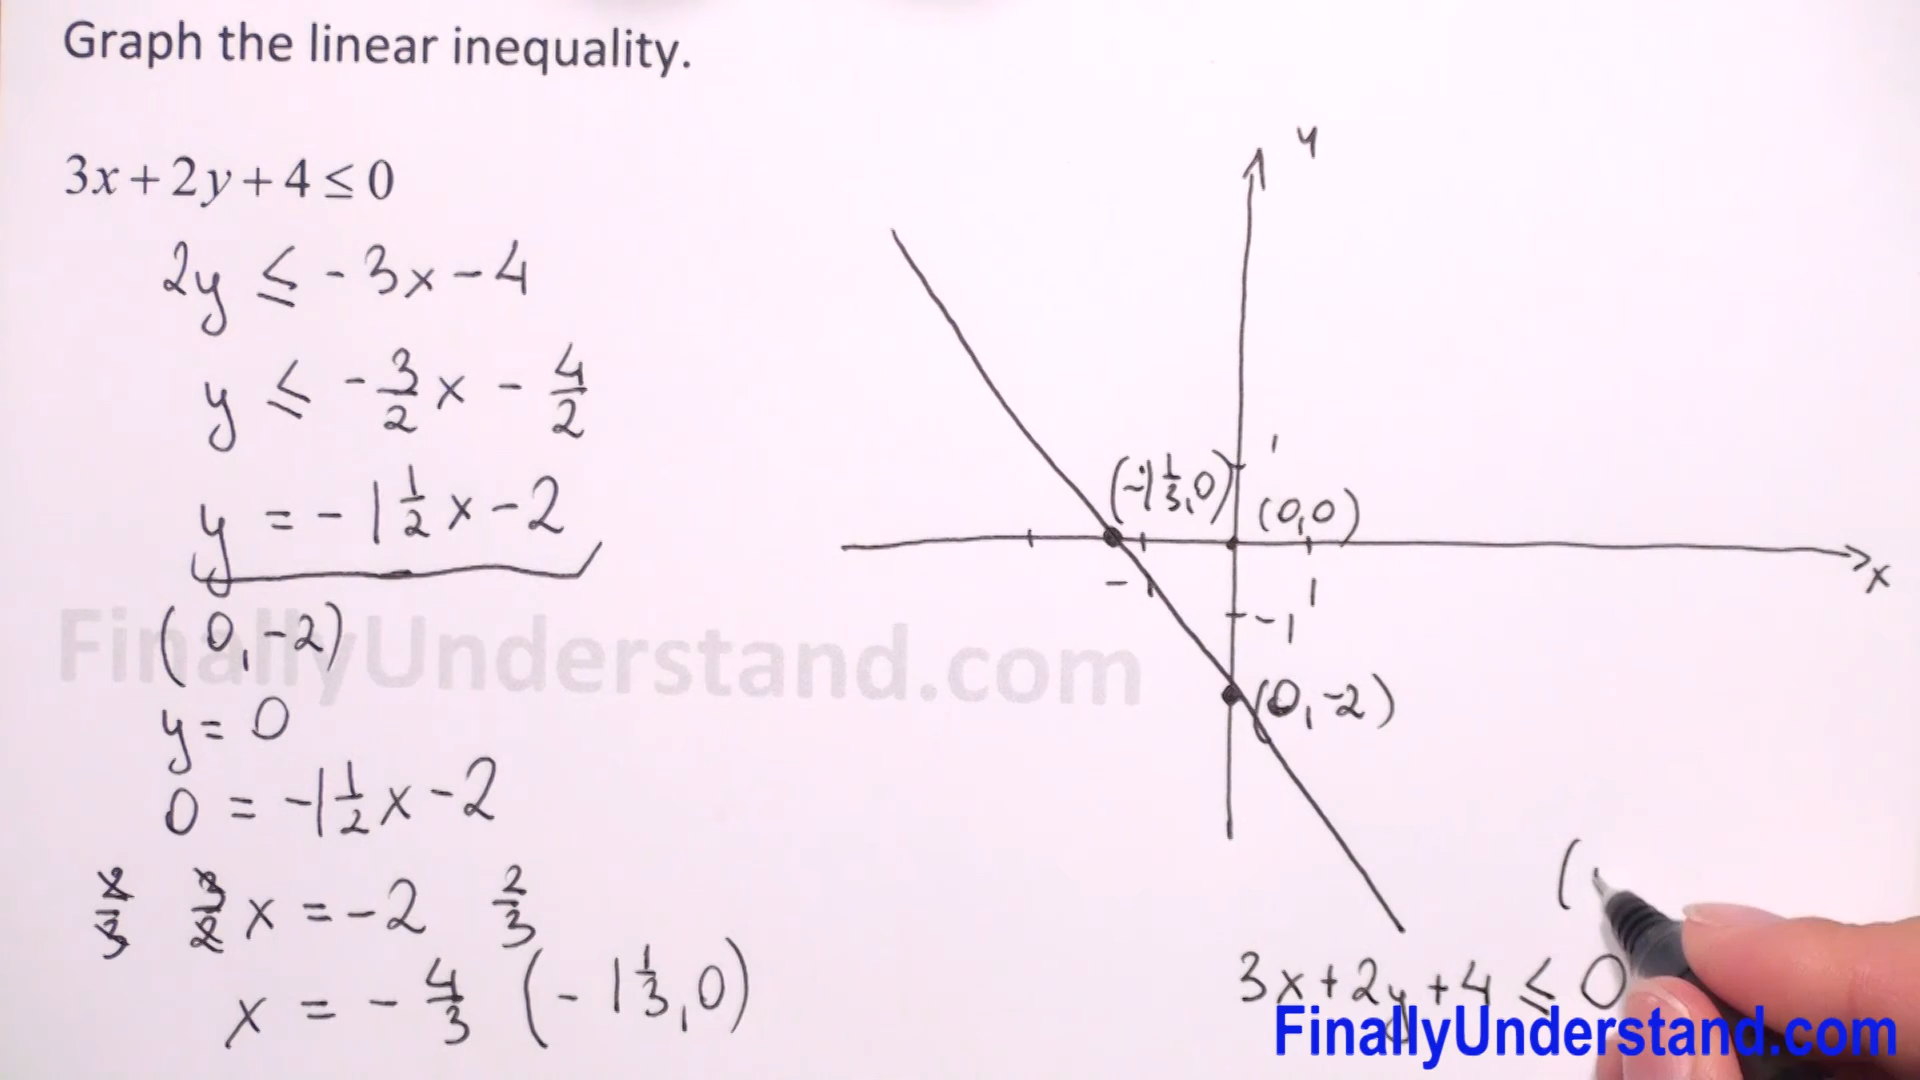 Graph the linear inequality.
3x + 2y + 4 ≤ 0
2y ≤ -3x - 4
y ≤ -3/2 x - 4/2
y = -1 1/2 x - 2
(0, -2)
y = 0
0 = -1 1/2 x - 2
2/3 3/2 x = -2 2/3
x = -4/3 (-1 1/3, 0)
y
1
(-1 1/3, 0)
(0,0)
x
-1
1
-1
(0, -2)
(
3x + 2y + 4 ≤ 0
FinallyUnderstand.com
FinallyUnderstand.com